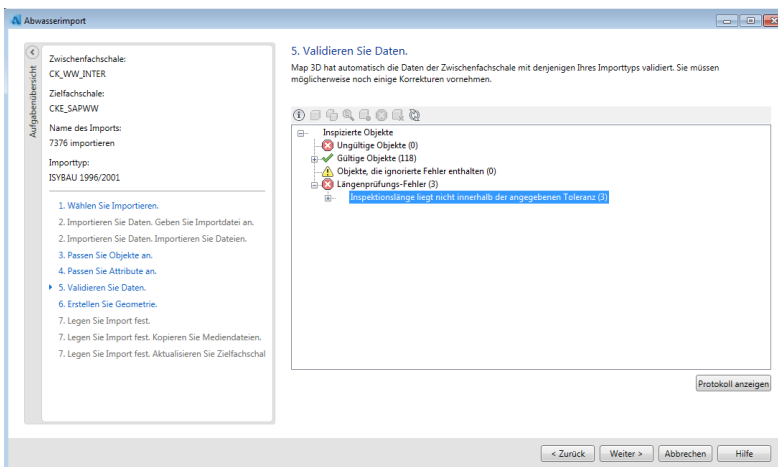 Abwasserimport
Aufgabenübersicht
Zwischenfachschale:
CK_WW_INTER
Zielfachschale:
CKE_SAPWW
Name des Imports:
7376 importieren
Importtyp:
ISYBAU 1996/2001
1. Wählen Sie Importieren.
2. Importieren Sie Daten. Geben Sie Importdatei an.
2. Importieren Sie Daten. Importieren Sie Dateien.
3. Passen Sie Objekte an.
4. Passen Sie Attribute an.
5. Validieren Sie Daten.
6. Erstellen Sie Geometrie.
7. Legen Sie Import fest.
7. Legen Sie Import fest. Kopieren Sie Mediendateien.
7. Legen Sie Import fest. Aktualisieren Sie Zielfachschal
5. Validieren Sie Daten.
Map 3D hat automatisch die Daten der Zwischenfachschale mit denjenigen Ihres Importtyps validiert. Sie müssen
möglicherweise noch einige Korrekturen vornehmen.
Inspizierte Objekte
Ungültige Objekte (0)
Gültige Objekte (118)
Objekte, die ignorierte Fehler enthalten (0)
Längenprüfungs-Fehler (3)
Inspektionslänge liegt nicht innerhalb der angegebenen Toleranz (3)
Protokoll anzeigen
< Zurück
Weiter >
Abbrechen
Hilfe